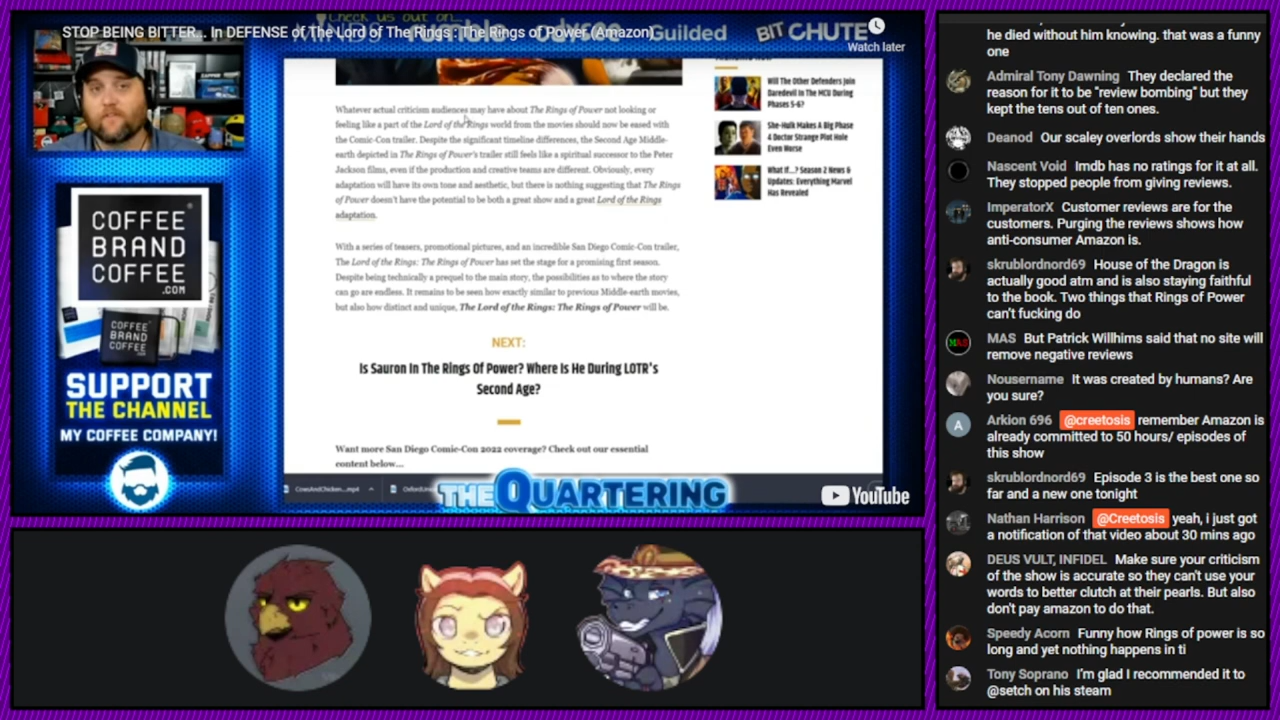 Check us out on...
MINDS rumble odysee Guilded BIT CHUTE
STOP BEING BITTER... In DEFENSE of The Lord of The Rings : The Rings of Power (Amazon)
Watch later
COFFEE
BRAND
COFFEE
.COM
COFFEE
BRAND
COFFEE
SUPPORT
THE CHANNEL
MY COFFEE COMPANY!
Whatever actual criticism audiences may have about The Rings of Power not looking or
feeling like a part of the Lord of the Rings world from the movies should now be eased with
the Comic-Con trailer. Despite the significant timeline differences, the Second Age Middle-
earth depicted in The Rings of Power's trailer still feels like a spiritual successor to the Peter
Jackson films, even if the production and creative teams are different. Obviously, every
adaptation will have its own tone and aesthetic, but there is nothing suggesting that The Rings
of Power doesn't have the potential to be both a great show and a great Lord of the Rings
adaptation.
With a series of teasers, promotional pictures, and an incredible San Diego Comic-Con trailer,
The Lord of the Rings: The Rings of Power has set the stage for a promising first season.
Despite being technically a prequel to the main story, the possibilities as to where the story
can go are endless. It remains to be seen how exactly similar to previous Middle-earth movies,
but also how distinct and unique, The Lord of the Rings: The Rings of Power will be.
NEXT:
Is Sauron In The Rings Of Power? Where Is He During LOTR's
Second Age?
Want more San Diego Comic-Con 2022 coverage? Check out our essential
content below...
Will The Other Defenders Join
Daredevil In The MCU During
Phases 5-6?
She-Hulk Makes A Big Phase
4 Doctor Strange Plot Hole
Even Worse
What If...? Season 2 News &
Updates: Everything Marvel
Has Revealed
CowAndChicken....mp4
THE QUARTERING
YouTube
he died without him knowing. that was a funny
one
Admiral Tony Dawning They declared the
reason for it to be "review bombing" but they
kept the tens out of ten ones.
Deanod Our scaley overlords show their hands
Nascent Void Imdb has no ratings for it at all.
They stopped people from giving reviews.
ImperatorX Customer reviews are for the
customers. Purging the reviews shows how
anti-consumer Amazon is.
skrublordnord69 House of the Dragon is
actually good atm and is also staying faithful
to the book. Two things that Rings of Power
can't fucking do
MAS But Patrick Willhims said that no site will
remove negative reviews
Nousername It was created by humans? Are
you sure?
A
Arkion 696 @creetosis remember Amazon is
already committed to 50 hours/ episodes of
this show
skrublordnord69 Episode 3 is the best one so
far and a new one tonight
Nathan Harrison @Creetosis yeah, i just got
a notification of that video about 30 mins ago
DEUS VULT, INFIDEL Make sure your criticism
of the show is accurate so they can't use your
words to better clutch at their pearls. But also
don't pay amazon to do that.
Speedy Acorn Funny how Rings of power is so
long and yet nothing happens in ti
Tony Soprano I'm glad I recommended it to
@setch on his steam